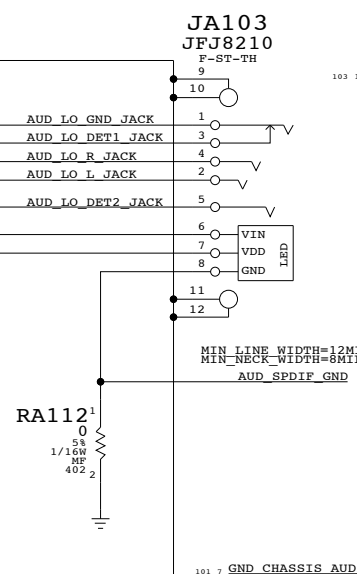 JA103
JFJ8210
F-ST-TH
9
103
10
AUD_LO_GND_JACK 1
AUD_LO_DET1_JACK 3
AUD_LO_R_JACK 4
AUD_LO_L_JACK 2
AUD_LO_DET2_JACK 5
6 VIN
7 VDD LED
8 GND
11
12
MIN_LINE_WIDTH=12M
MIN_NECK_WIDTH=8MI
AUD_SPDIF_GND
RA112 1
0
5%
1/16W
MF
402 2
101 7 GND_CHASSIS_AUD